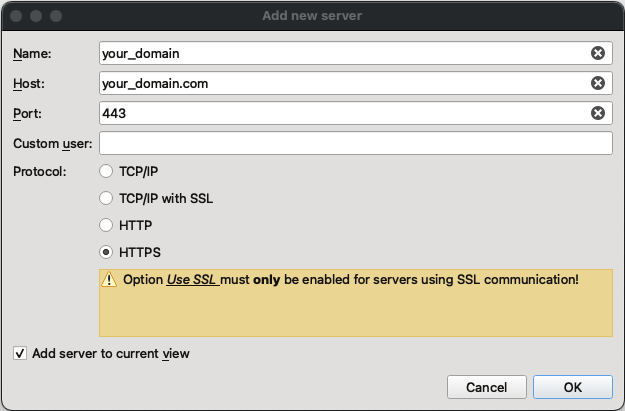 Add new server
Name: your_domain
Host: your_domain.com
Port: 443
Custom user:
Protocol: TCP/IP
TCP/IP with SSL
HTTP
HTTPS
Option Use SSL must only be enabled for servers using SSL communication!
Add server to current view
Cancel OK